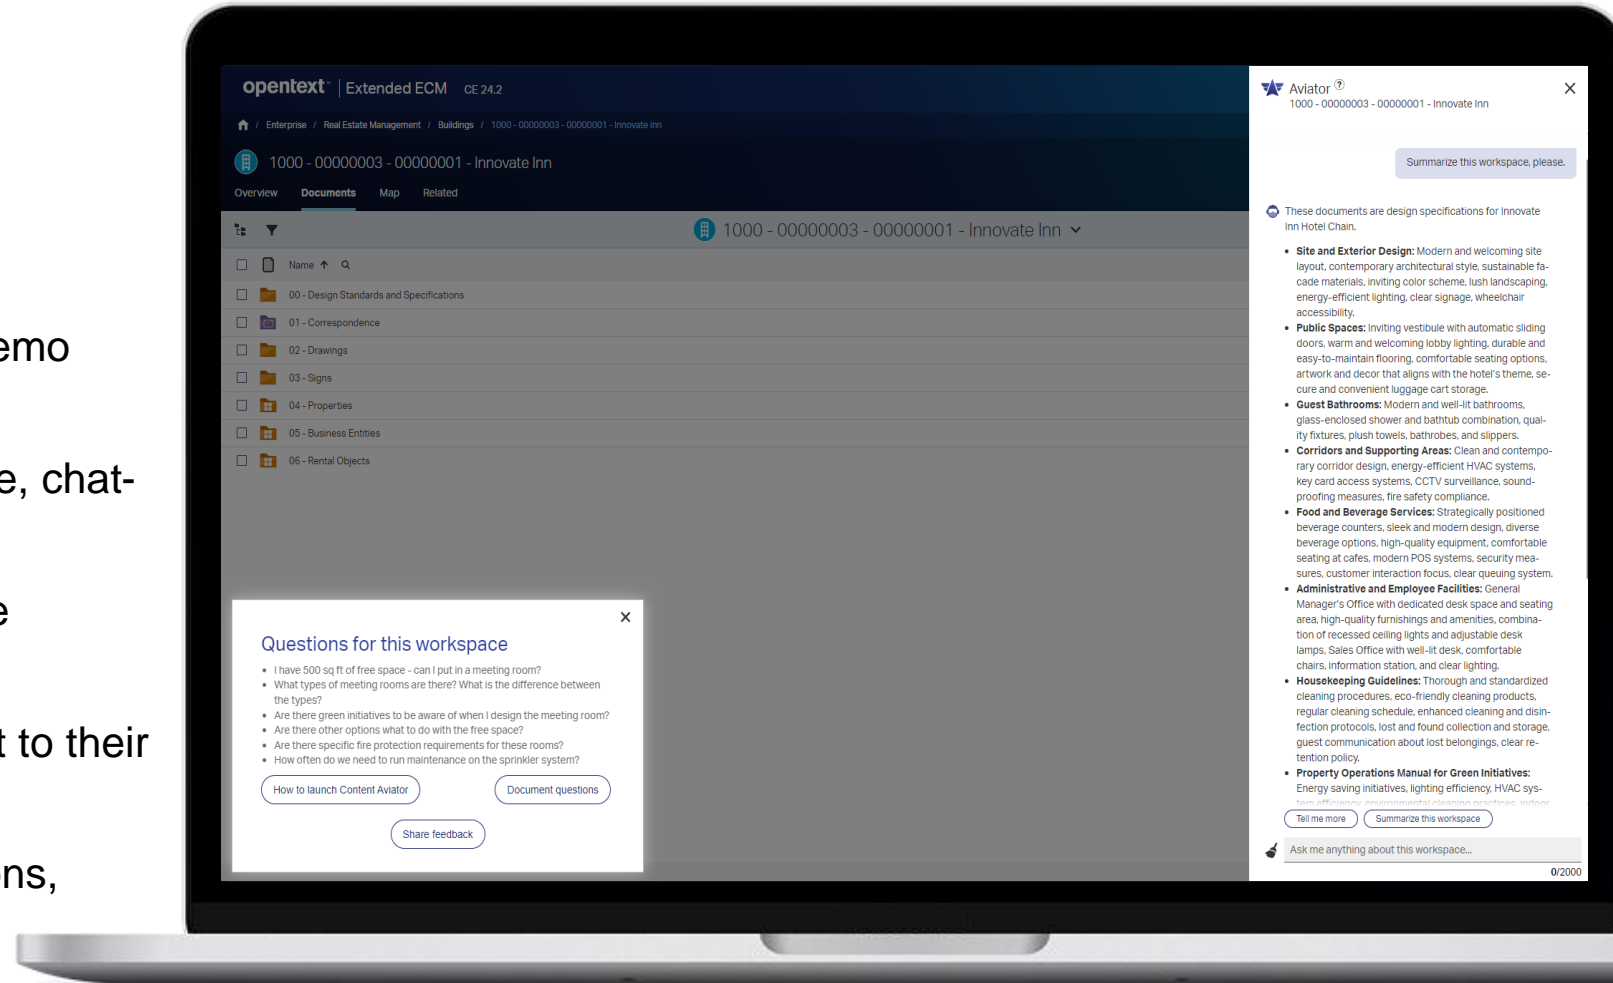 emo
e, chat-
e
t to their
ons,
opentext™ | Extended ECM CE 24.2
/ Enterprise / Real Estate Management / Buildings / 1000 - 00000003 - 00000001 - Innovate Inn
1000 - 00000003 - 00000001 - Innovate Inn
Overview Documents Map Related
1000 - 00000003 - 00000001 - Innovate Inn
Name
00 - Design Standards and Specifications
01 - Correspondence
02 - Drawings
03 - Signs
04 - Properties
05 - Business Entities
06 - Rental Objects
Questions for this workspace
• I have 500 sq ft of free space - can I put in a meeting room?
• What types of meeting rooms are there? What is the difference between
the types?
• Are there green initiatives to be aware of when I design the meeting room?
• Are there other options what to do with the free space?
• Are there specific fire protection requirements for these rooms?
• How often do we need to run maintenance on the sprinkler system?
How to launch Content Aviator
Document questions
Share feedback
Aviator ?
1000 - 00000003 - 00000001 - Innovate Inn
Summarize this workspace, please.
These documents are design specifications for Innovate
Inn Hotel Chain.
• Site and Exterior Design: Modern and welcoming site
layout, contemporary architectural style, sustainable fa-
cade materials, inviting color scheme, lush landscaping,
energy-efficient lighting, clear signage, wheelchair
accessibility.
• Public Spaces: Inviting vestibule with automatic sliding
doors, warm and welcoming lobby lighting, durable and
easy-to-maintain flooring, comfortable seating options,
artwork and decor that aligns with the hotel's theme, se-
cure and convenient luggage cart storage.
• Guest Bathrooms: Modern and well-lit bathrooms,
glass-enclosed shower and bathtub combination, qual-
ity fixtures, plush towels, bathrobes, and slippers.
• Corridors and Supporting Areas: Clean and contempo-
rary corridor design, energy-efficient HVAC systems,
key card access systems, CCTV surveillance, sound-
proofing measures, fire safety compliance.
• Food and Beverage Services: Strategically positioned
beverage counters, sleek and modern design, diverse
beverage options, high-quality equipment, comfortable
seating at cafes, modern POS systems, security mea-
sures, customer interaction focus, clear queuing system.
• Administrative and Employee Facilities: General
Manager's Office with dedicated desk space and seating
area, high-quality furnishings and amenities, combina-
tion of recessed ceiling lights and adjustable desk
lamps, Sales Office with well-lit desk, comfortable
chairs, information station, and clear lighting.
• Housekeeping Guidelines: Thorough and standardized
cleaning procedures, eco-friendly cleaning products,
regular cleaning schedule, enhanced cleaning and disin-
fection protocols, lost and found collection and storage,
guest communication about lost belongings, clear re-
tention policy.
• Property Operations Manual for Green Initiatives:
Energy saving initiatives, lighting efficiency, HVAC sys-
tem efficiency, environmental cleaning practices, indoor
Tell me more
Summarize this workspace
Ask me anything about this workspace...
0/2000